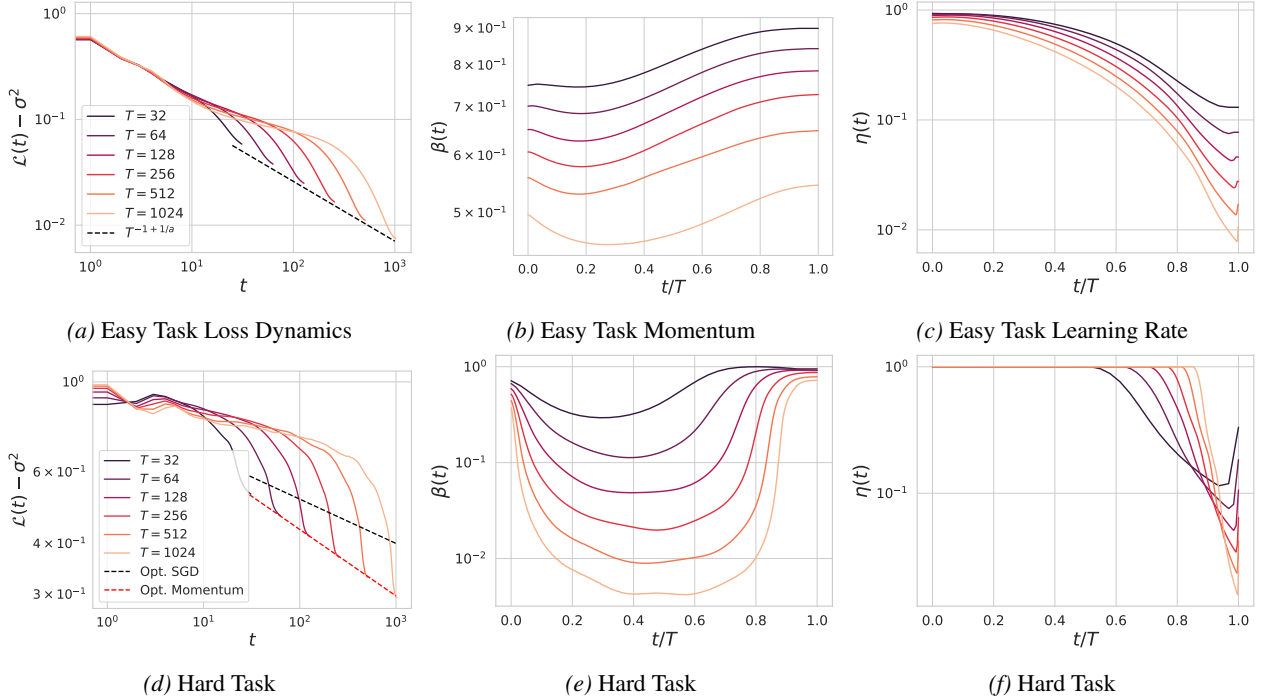 10⁰
10⁻¹
10⁻²
ℒ(t) − σ²
T = 32
T = 64
T = 128
T = 256
T = 512
T = 1024
T⁻¹⁺¹/ᵃ
10⁰ 10¹ 10² 10³
t
(a) Easy Task Loss Dynamics
9 × 10⁻¹
8 × 10⁻¹
7 × 10⁻¹
6 × 10⁻¹
5 × 10⁻¹
β(t)
0.0 0.2 0.4 0.6 0.8 1.0
t/T
(b) Easy Task Momentum
10⁰
10⁻¹
10⁻²
η(t)
0.0 0.2 0.4 0.6 0.8 1.0
t/T
(c) Easy Task Learning Rate
10⁰
6 × 10⁻¹
4 × 10⁻¹
3 × 10⁻¹
ℒ(t) − σ²
T = 32
T = 64
T = 128
T = 256
T = 512
T = 1024
Opt. SGD
Opt. Momentum
10⁰ 10¹ 10² 10³
t
(d) Hard Task
10⁰
10⁻¹
10⁻²
β(t)
0.0 0.2 0.4 0.6 0.8 1.0
t/T
(e) Hard Task
10⁰
10⁻¹
η(t)
0.0 0.2 0.4 0.6 0.8 1.0
t/T
(f) Hard Task